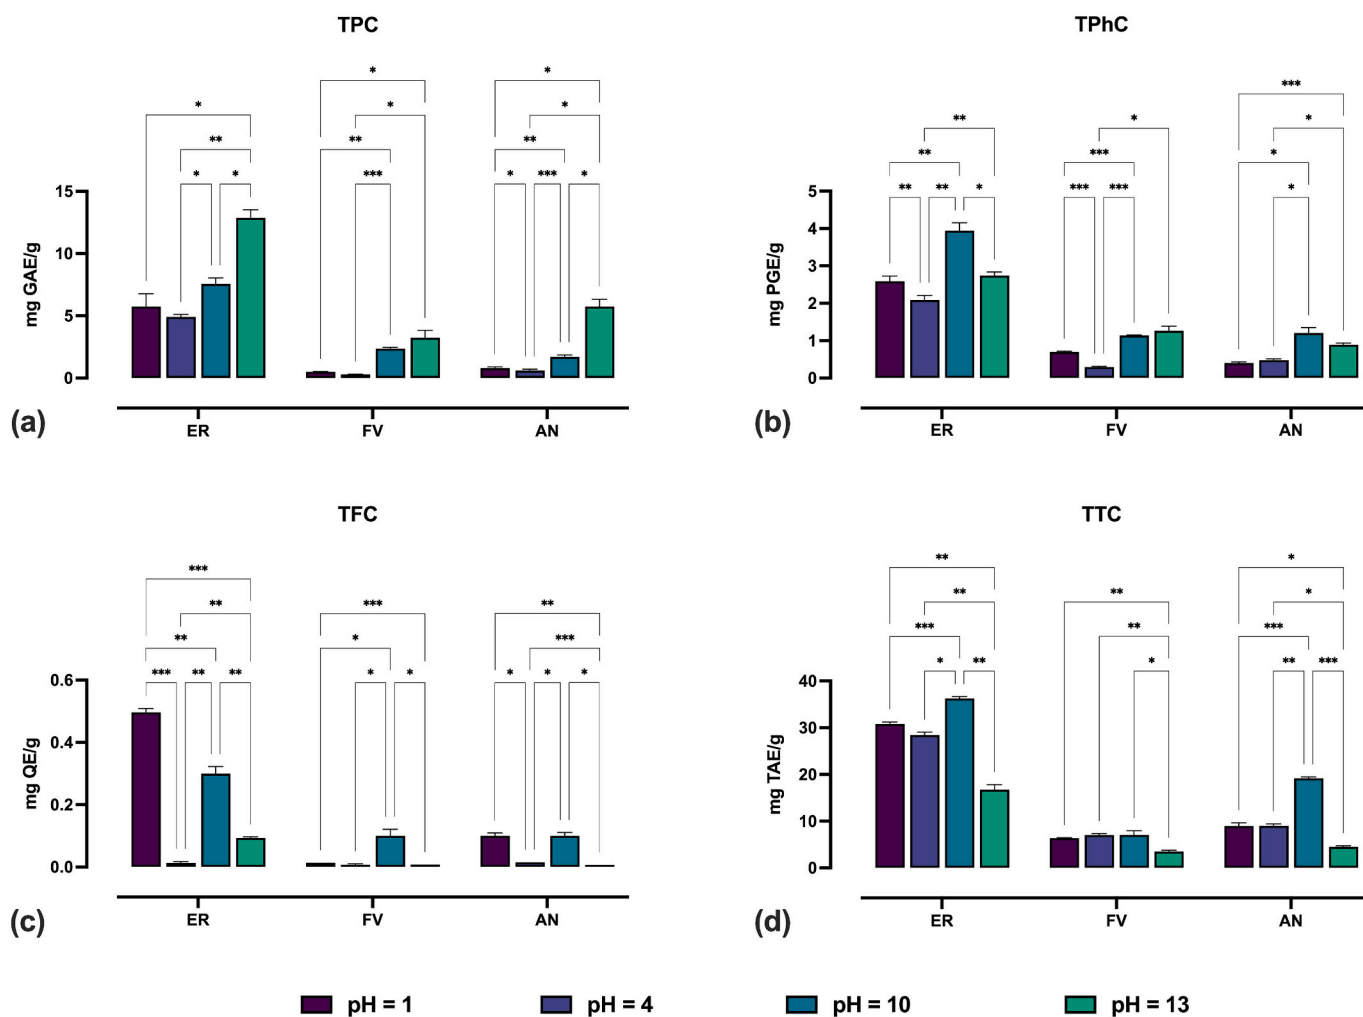 TPC
*
**
* *
15
10
5
0
mg GAE/g
*
*
**
***
*
*
**
* *** *
ER FV AN
(a)
TPhC
**
**
** ** *
5
4
3
2
1
0
mg PGE/g
*
***
*** ***
***
*
*
*
ER FV AN
(b)
TFC
***
**
**
*** ** **
0.6
0.4
0.2
0.0
mg QE/g
***
*
* *
**
***
* * *
ER FV AN
(c)
TTC
**
**
***
* **
40
30
20
10
0
mg TAE/g
**
**
*
*
*
***
** ***
ER FV AN
(d)
pH = 1 pH = 4 pH = 10 pH = 13